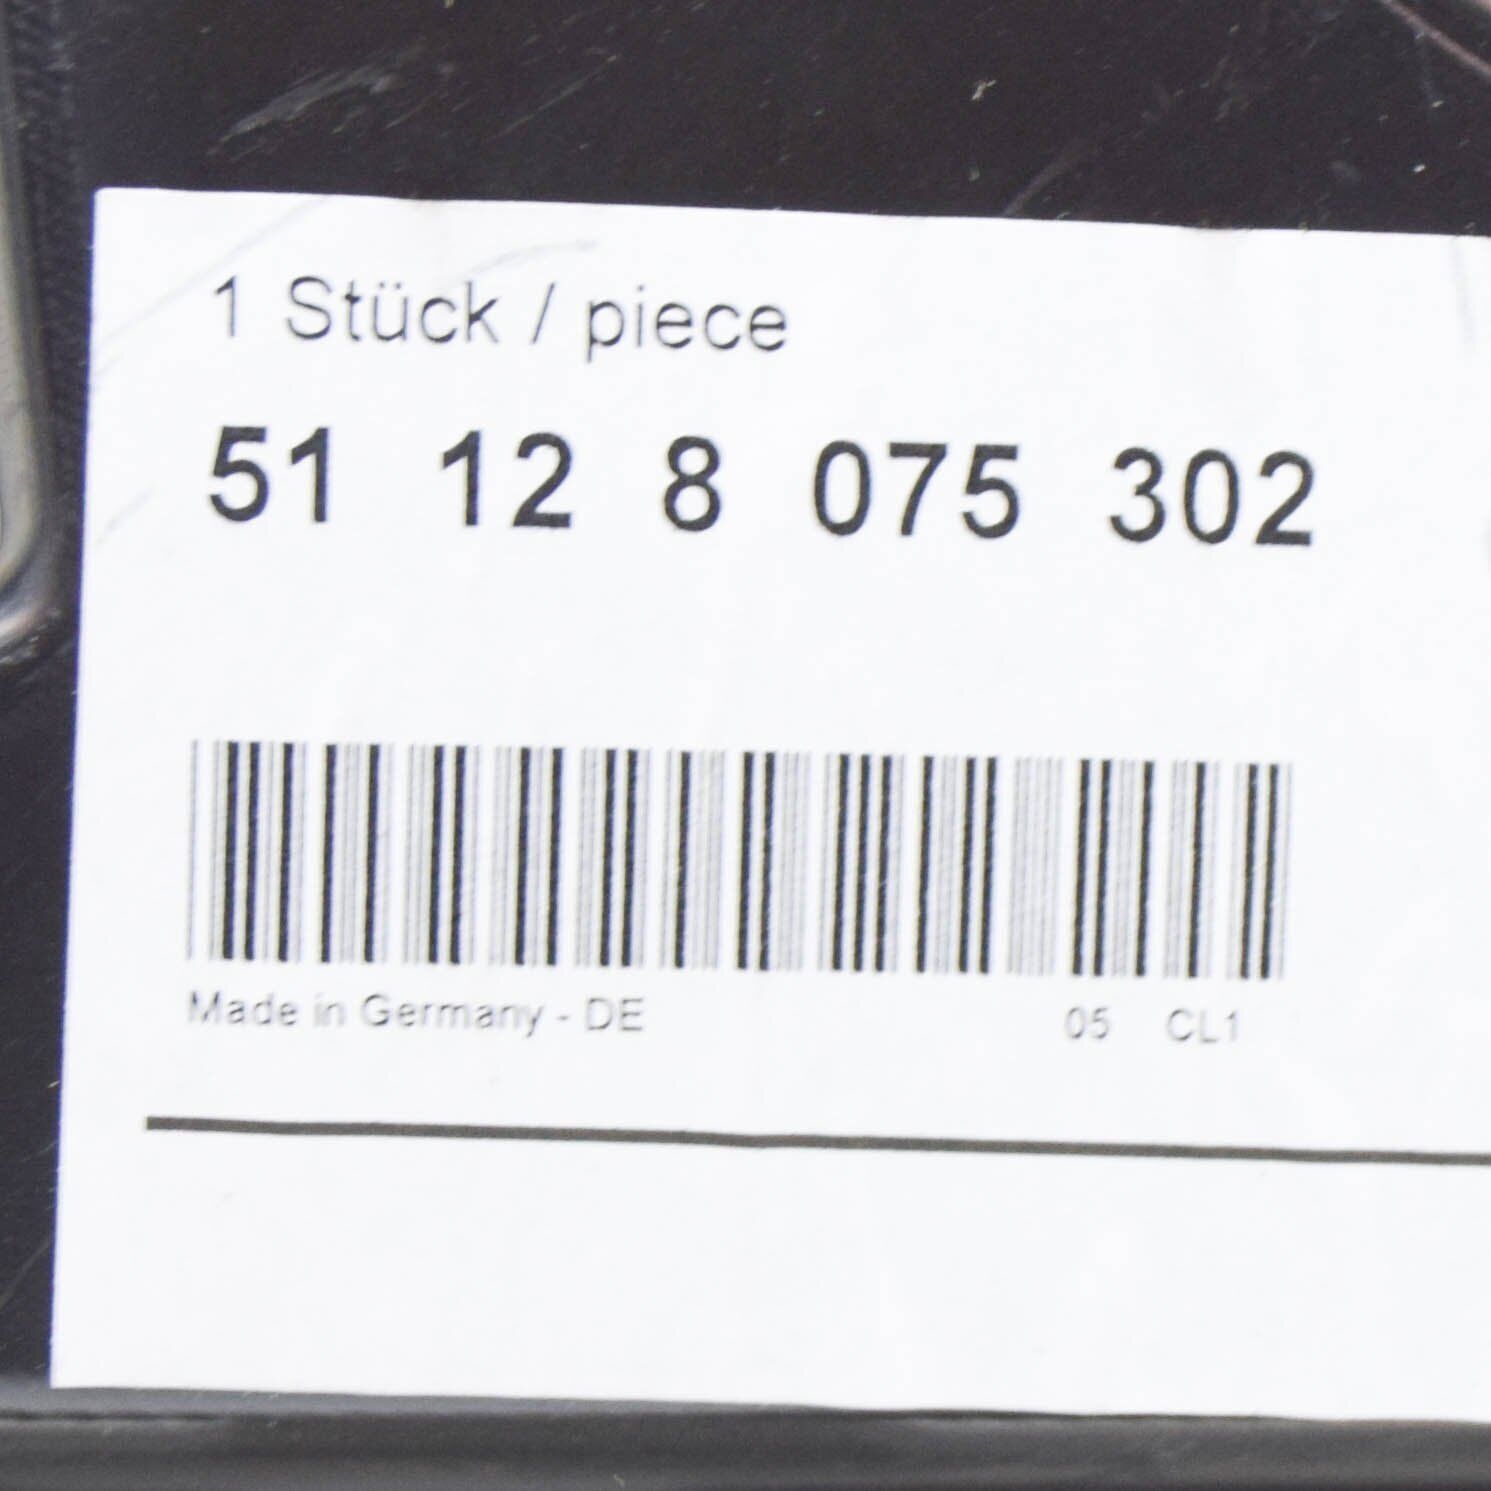 1 Stück / piece
51 12 8 075 302
Made in Germany - DE 05 CL1